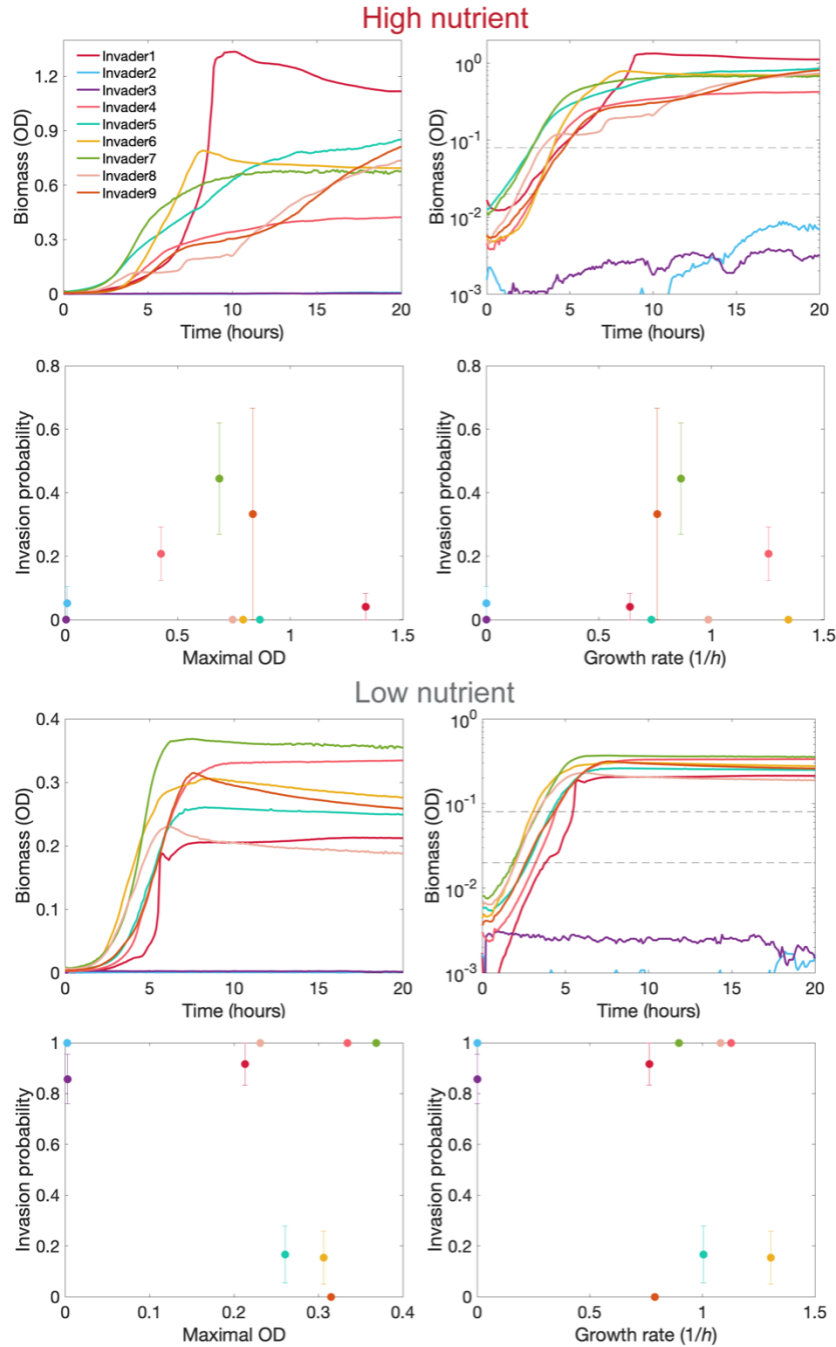 High nutrient
Biomass (OD)
1.2
0.9
0.6
0.3
0
Invader1
Invader2
Invader3
Invader4
Invader5
Invader6
Invader7
Invader8
Invader9
0 5 10 15 20
Time (hours)
Biomass (OD)
10^0
10^-1
10^-2
10^-3
0 5 10 15 20
Time (hours)
Invasion probability
0.8
0.6
0.4
0.2
0
0 0.5 1 1.5
Maximal OD
Invasion probability
0.8
0.6
0.4
0.2
0
0 0.5 1 1.5
Growth rate (1/h)
Low nutrient
Biomass (OD)
0.4
0.3
0.2
0.1
0
0 5 10 15 20
Time (hours)
Biomass (OD)
10^0
10^-1
10^-2
10^-3
0 5 10 15 20
Time (hours)
Invasion probability
1
0.8
0.6
0.4
0.2
0
0 0.1 0.2 0.3 0.4
Maximal OD
Invasion probability
1
0.8
0.6
0.4
0.2
0
0 0.5 1 1.5
Growth rate (1/h)